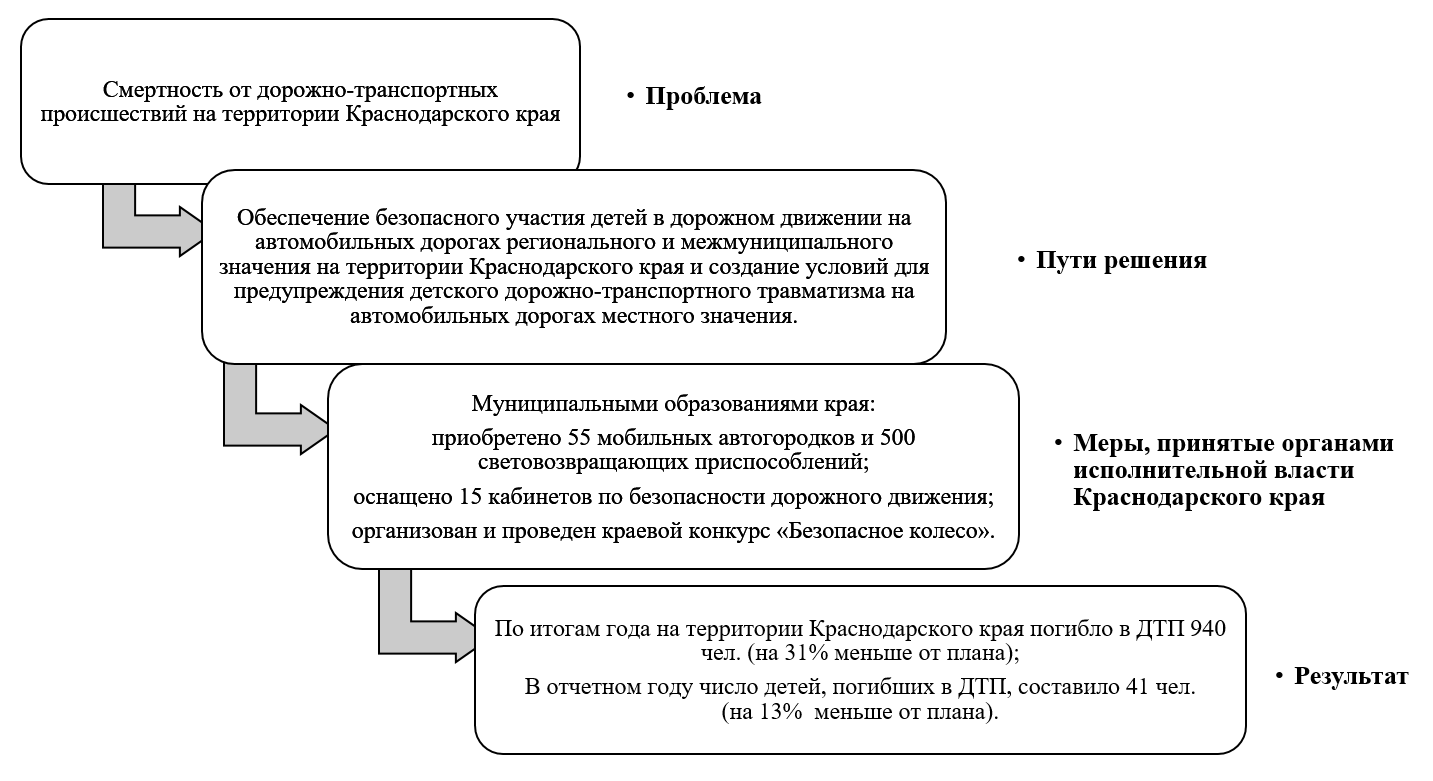 Смертность от дорожно-транспортных
происшествий на территории Краснодарского края
• Проблема
Обеспечение безопасного участия детей в дорожном движении на
автомобильных дорогах регионального и межмуниципального
значения на территории Краснодарского края и создание условий для
предупреждения детского дорожно-транспортного травматизма на
автомобильных дорогах местного значения.
• Пути решения
Муниципальными образованиями края:
приобретено 55 мобильных автогородков и 500
световозвращающих приспособлений;
оснащено 15 кабинетов по безопасности дорожного движения;
организован и проведен краевой конкурс «Безопасное колесо».
• Меры, принятые органами
исполнительной власти
Краснодарского края
По итогам года на территории Краснодарского края погибло в ДТП 940
чел. (на 31% меньше от плана);
В отчетном году число детей, погибших в ДТП, составило 41 чел.
(на 13% меньше от плана).
• Результат